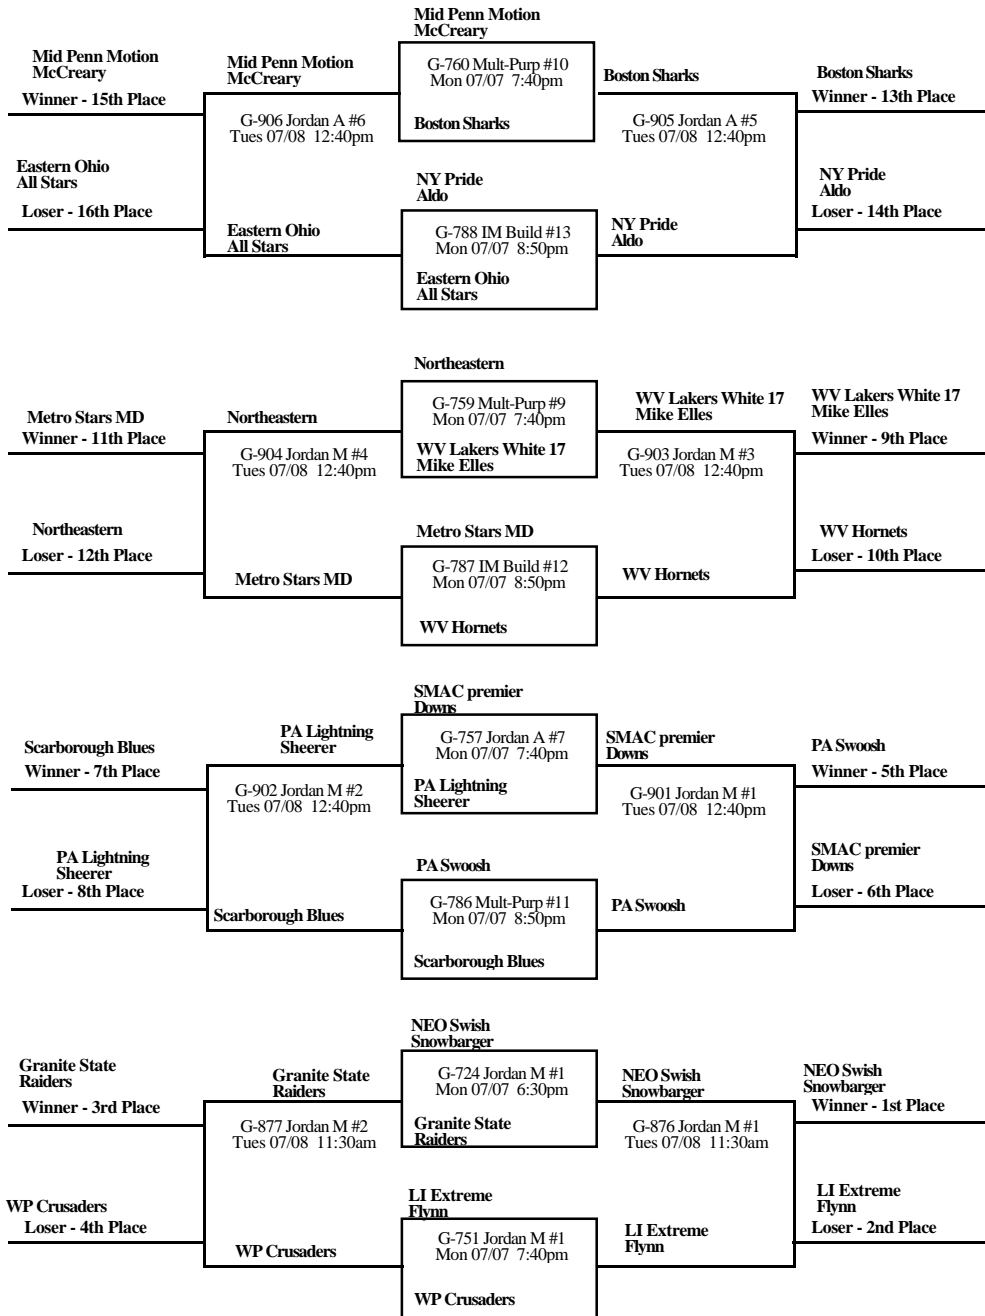 Mid Penn Motion
McCreary
Mid Penn Motion
McCreary
Winner - 15th Place
Mid Penn Motion
McCreary
G-760 Mult-Purp #10
Mon 07/07 7:40pm
Boston Sharks
Boston Sharks
Boston Sharks
Winner - 13th Place
G-906 Jordan A #6
Tues 07/08 12:40pm
G-905 Jordan A #5
Tues 07/08 12:40pm
Eastern Ohio
All Stars
Loser - 16th Place
NY Pride
Aldo
NY Pride
Aldo
Loser - 14th Place
Eastern Ohio
All Stars
G-788 IM Build #13
Mon 07/07 8:50pm
Eastern Ohio
All Stars
NY Pride
Aldo
Northeastern
Metro Stars MD
Winner - 11th Place
Northeastern
G-759 Mult-Purp #9
Mon 07/07 7:40pm
WV Lakers White 17
Mike Elles
WV Lakers White 17
Mike Elles
WV Lakers White 17
Mike Elles
Winner - 9th Place
G-904 Jordan M #4
Tues 07/08 12:40pm
G-903 Jordan M #3
Tues 07/08 12:40pm
Northeastern
Loser - 12th Place
Metro Stars MD
WV Hornets
Loser - 10th Place
Metro Stars MD
G-787 IM Build #12
Mon 07/07 8:50pm
WV Hornets
WV Hornets
SMAC premier
Downs
Scarborough Blues
Winner - 7th Place
PA Lightning
Sheerer
G-757 Jordan A #7
Mon 07/07 7:40pm
PA Lightning
Sheerer
SMAC premier
Downs
PA Swoosh
Winner - 5th Place
G-902 Jordan M #2
Tues 07/08 12:40pm
G-901 Jordan M #1
Tues 07/08 12:40pm
PA Lightning
Sheerer
Loser - 8th Place
PA Swoosh
SMAC premier
Downs
Loser - 6th Place
Scarborough Blues
G-786 Mult-Purp #11
Mon 07/07 8:50pm
Scarborough Blues
PA Swoosh
NEO Swish
Snowbarger
Granite State
Raiders
Winner - 3rd Place
Granite State
Raiders
G-724 Jordan M #1
Mon 07/07 6:30pm
Granite State
Raiders
NEO Swish
Snowbarger
NEO Swish
Snowbarger
Winner - 1st Place
G-877 Jordan M #2
Tues 07/08 11:30am
G-876 Jordan M #1
Tues 07/08 11:30am
WP Crusaders
Loser - 4th Place
LI Extreme
Flynn
LI Extreme
Flynn
Loser - 2nd Place
WP Crusaders
G-751 Jordan M #1
Mon 07/07 7:40pm
WP Crusaders
LI Extreme
Flynn